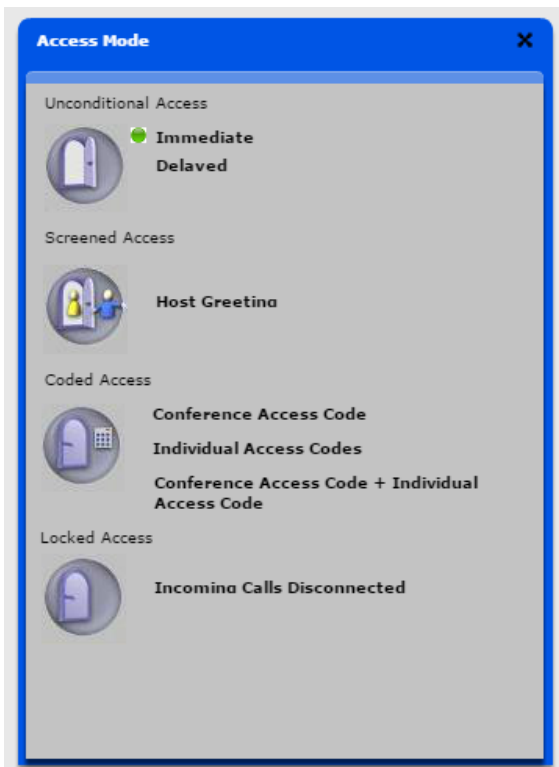 Access Mode
Unconditional Access
Immediate
Delayed
Screened Access
Host Greeting
Coded Access
Conference Access Code
Individual Access Codes
Conference Access Code + Individual
Access Code
Locked Access
Incoming Calls Disconnected